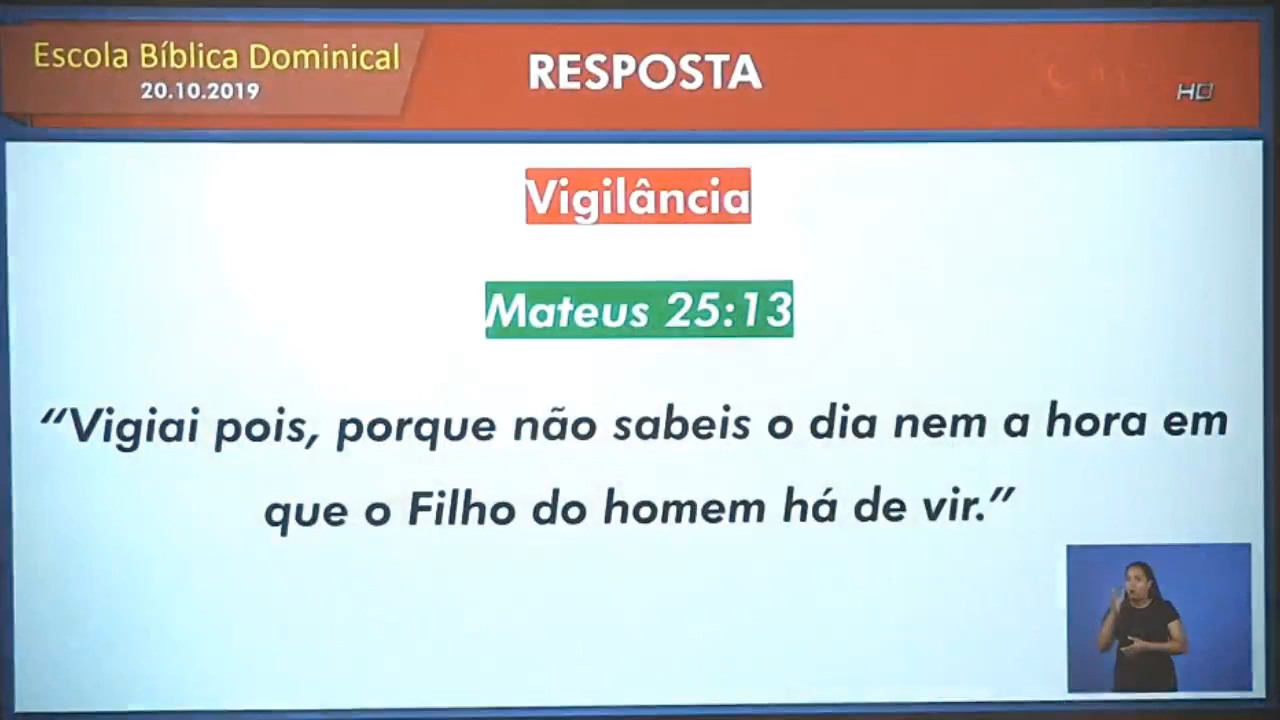 Escola Bíblica Dominical
20.10.2019
RESPOSTA
HD
Vigilância
Mateus 25:13
“Vigiai pois, porque não sabeis o dia nem a hora em
que o Filho do homem há de vir.”